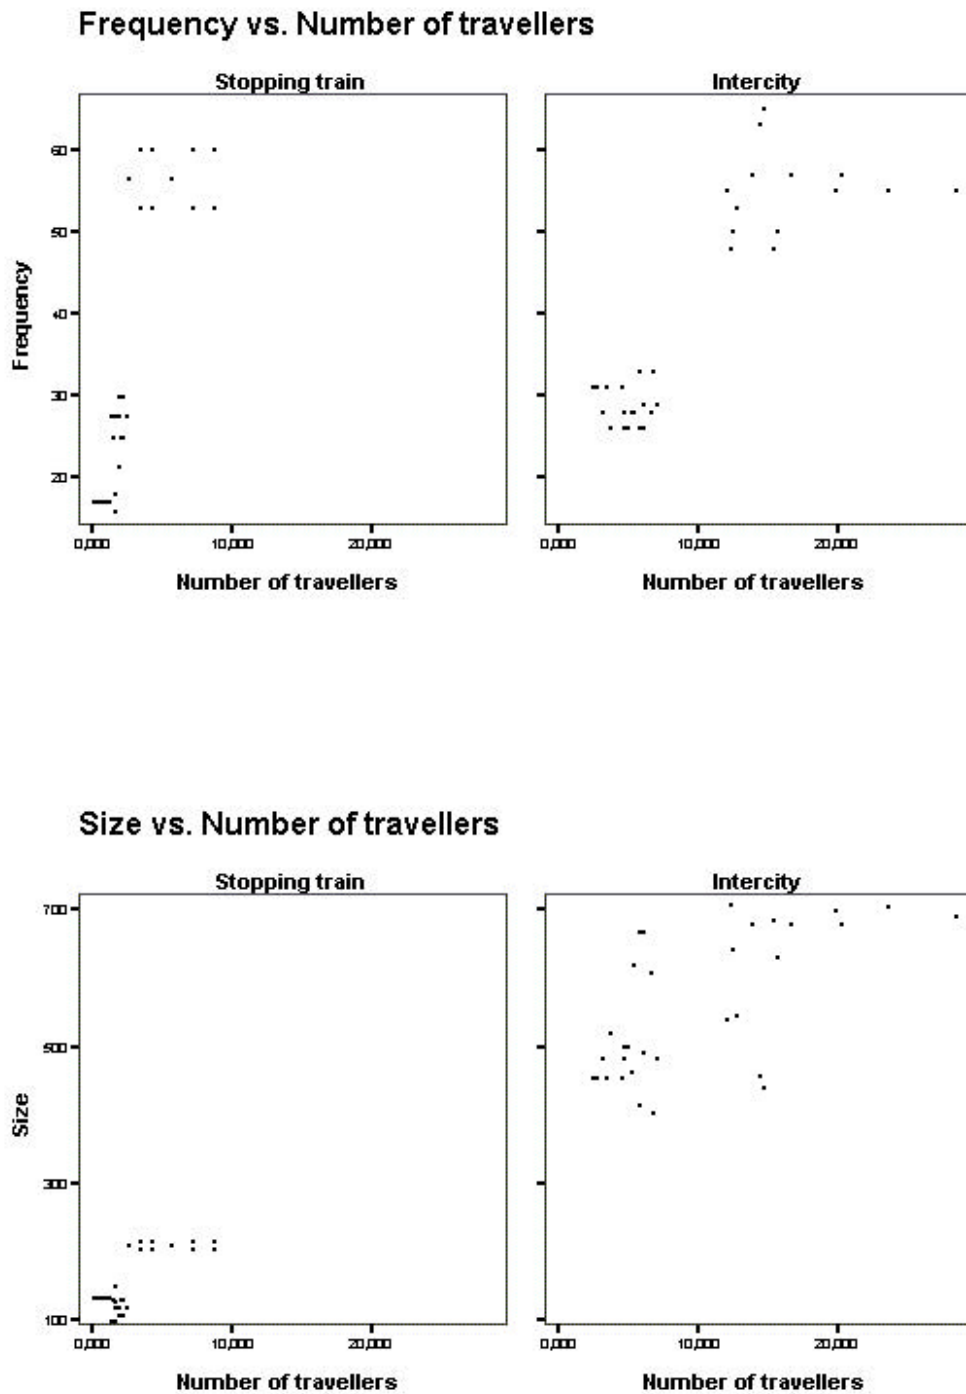 Frequency vs. Number of travellers
Stopping train
Intercity
60
50
40
30
20
Frequency
0,000
10,000
20,000
0,000
10,000
20,000
Number of travellers
Number of travellers
Size vs. Number of travellers
Stopping train
Intercity
700
500
300
100
Size
0,000
10,000
20,000
0,000
10,000
20,000
Number of travellers
Number of travellers